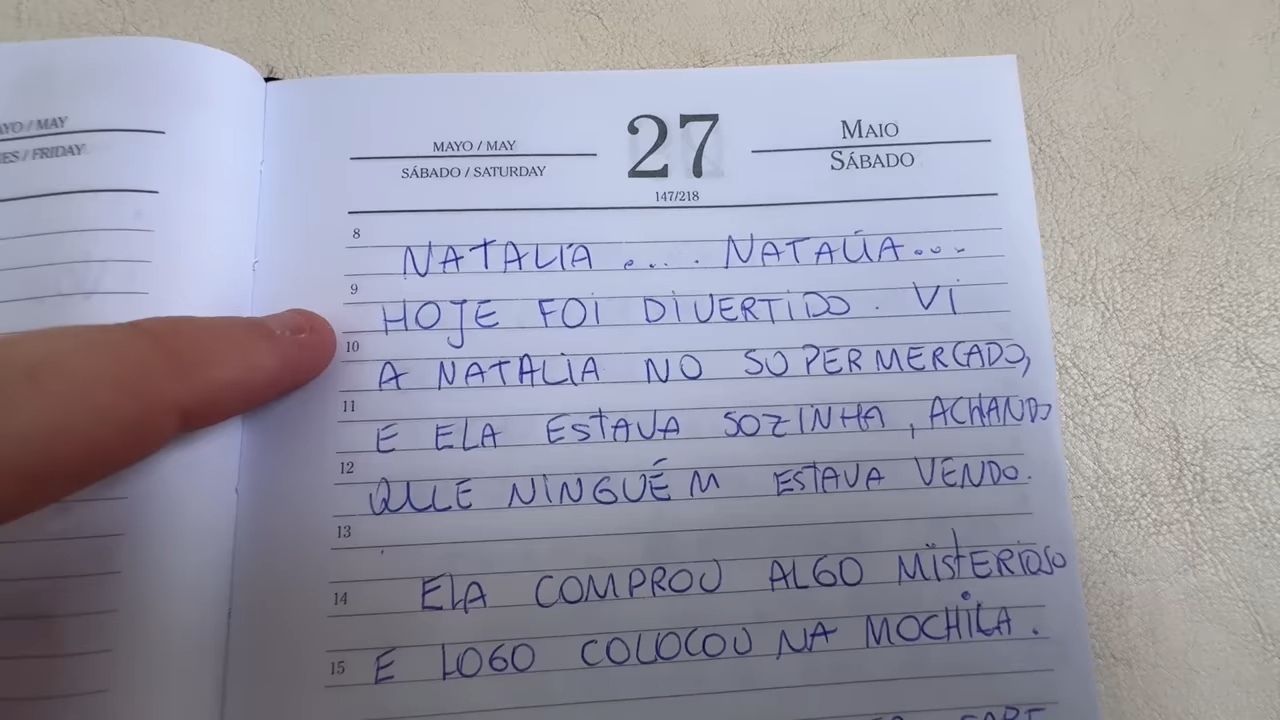 AYO / MAY
ES / FRIDAY
MAYO / MAY
SÁBADO / SATURDAY
27
147/218
MAIO
SÁBADO
8
NATALIA .... NATALIA...
9
HOJE FOI DIVERTIDO. VI
10
A NATALIA NO SUPERMERCADO,
11
E ELA ESTAVA SOZINHA, ACHANDO
12
QUE NINGUÉM ESTAVA VENDO.
13
14
ELA COMPROU ALGO MISTERIOSO
15
E LOGO COLOCOU NA MOCHILA.